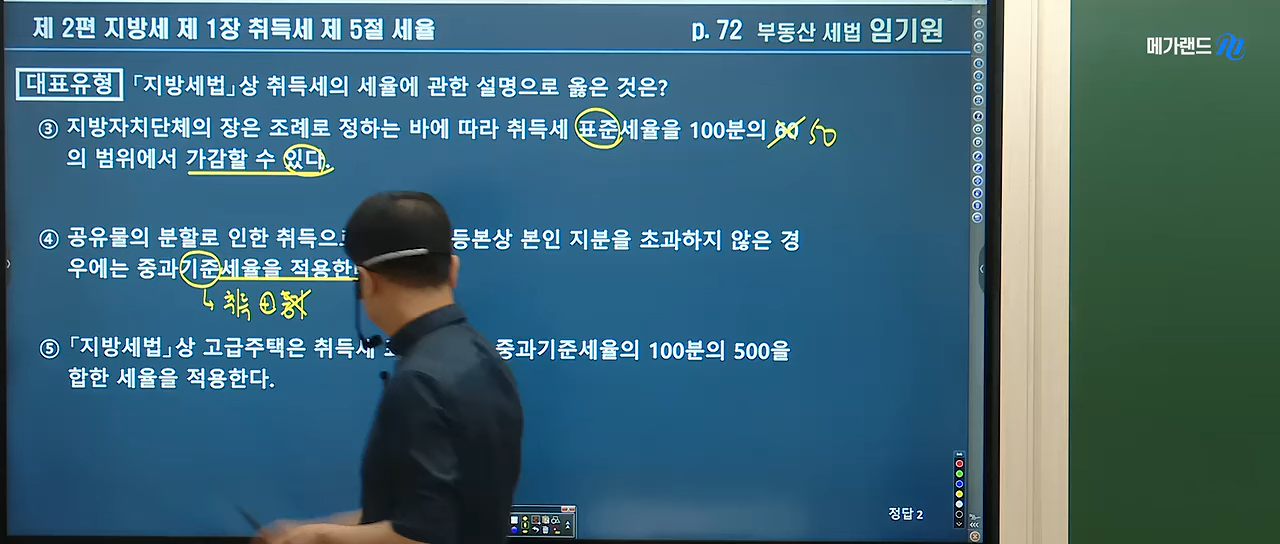 제 2편 지방세 제 1장 취득세 제 5절 세율
p. 72 부동산 세법 임기원
메가랜드
대표유형 「지방세법」상 취득세의 세율에 관한 설명으로 옳은 것은?
③ 지방자치단체의 장은 조례로 정하는 바에 따라 취득세 표준세율을 100분의 60 50
의 범위에서 가감할 수 있다.
④ 공유물의 분할로 인한 취득으 등본상 본인 지분을 초과하지 않은 경
우에는 중과기준세율을 적용한
취득
⑤ 「지방세법」상 고급주택은 취득세 중과기준세율의 100분의 500을
합한 세율을 적용한다.
정답 2